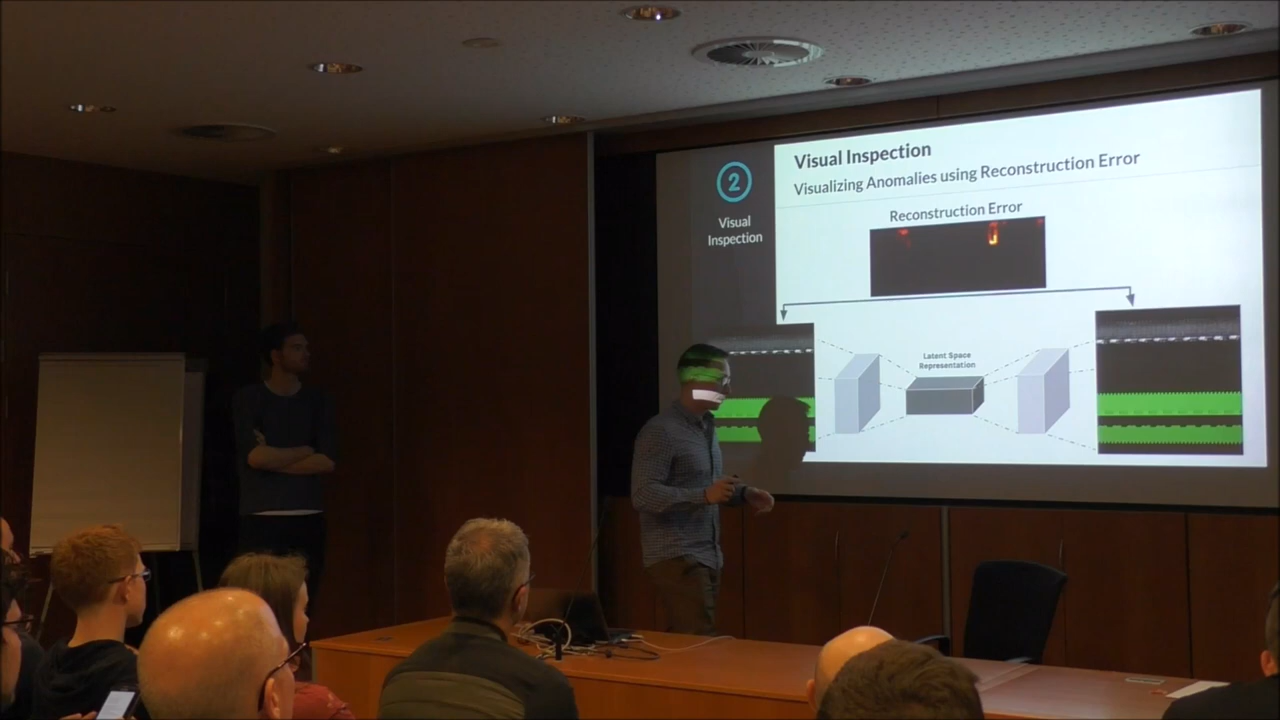 2
Visual
Inspection
Visual Inspection
Visualizing Anomalies using Reconstruction Error
Reconstruction Error
Latent Space
Representation